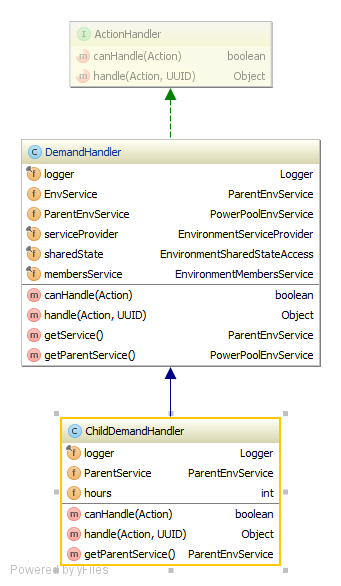 I ActionHandler
m canHandle(Action) boolean
m handle(Action, UUID) Object
C DemandHandler
f logger Logger
f EnvService ParentEnvService
f ParentEnvService PowerPoolEnvService
f serviceProvider EnvironmentServiceProvider
f sharedState EnvironmentSharedStateAccess
f membersService EnvironmentMembersService
m canHandle(Action) boolean
m handle(Action, UUID) Object
m getService() ParentEnvService
m getParentService() PowerPoolEnvService
C ChildDemandHandler
f logger Logger
f ParentService ParentEnvService
f hours int
m canHandle(Action) boolean
m handle(Action, UUID) Object
m getParentService() ParentEnvService
Powered by yFiles